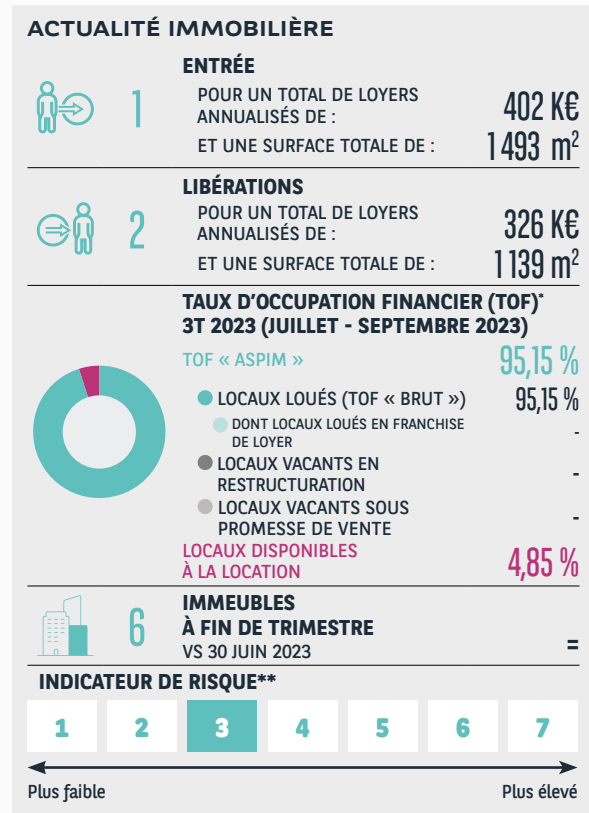 ACTUALITÉ IMMOBILIÈRE
1
ENTRÉE
POUR UN TOTAL DE LOYERS
ANNUALISÉS DE : 402 K€
ET UNE SURFACE TOTALE DE : 1 493 m²
2
LIBÉRATIONS
POUR UN TOTAL DE LOYERS
ANNUALISÉS DE : 326 K€
ET UNE SURFACE TOTALE DE : 1 139 m²
TAUX D'OCCUPATION FINANCIER (TOF)*
3T 2023 (JUILLET - SEPTEMBRE 2023)
TOF « ASPIM » 95,15 %
LOCAUX LOUÉS (TOF « BRUT ») 95,15 %
DONT LOCAUX LOUÉS EN FRANCHISE
DE LOYER -
LOCAUX VACANTS EN
RESTRUCTURATION -
LOCAUX VACANTS SOUS
PROMESSE DE VENTE -
LOCAUX DISPONIBLES
À LA LOCATION 4,85 %
6
IMMEUBLES
À FIN DE TRIMESTRE
VS 30 JUIN 2023 =
INDICATEUR DE RISQUE**
1 2 3 4 5 6 7
Plus faible Plus élevé